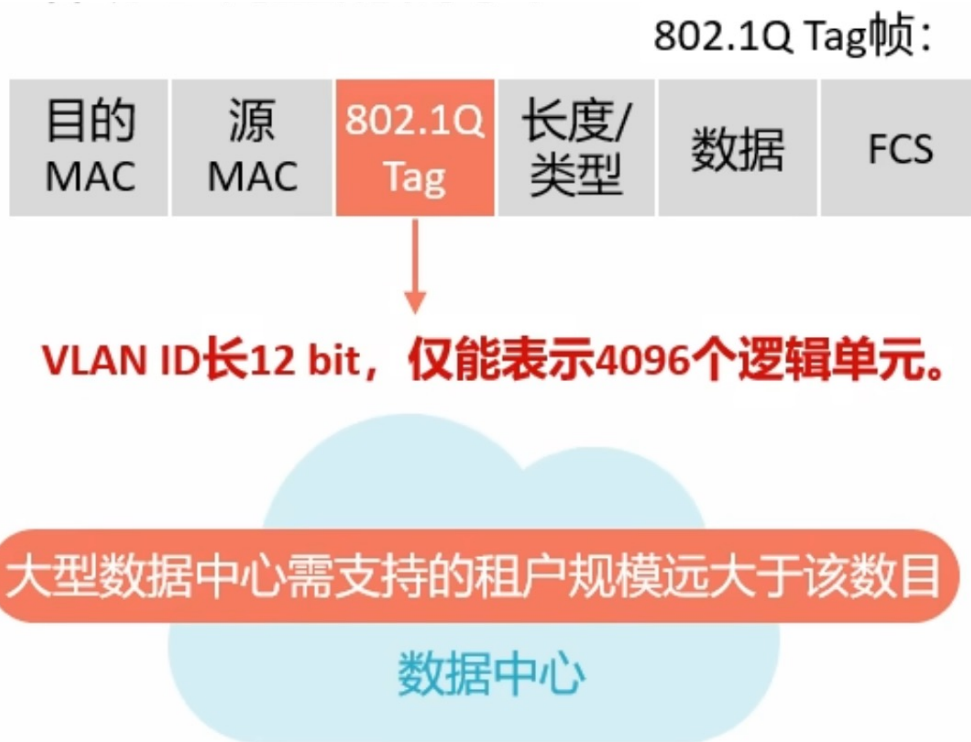 802.1Q Tag帧：
目的
MAC
源
MAC
802.1Q
Tag
长度/
类型
数据
FCS
VLAN ID长12 bit，仅能表示4096个逻辑单元。
大型数据中心需支持的租户规模远大于该数目
数据中心